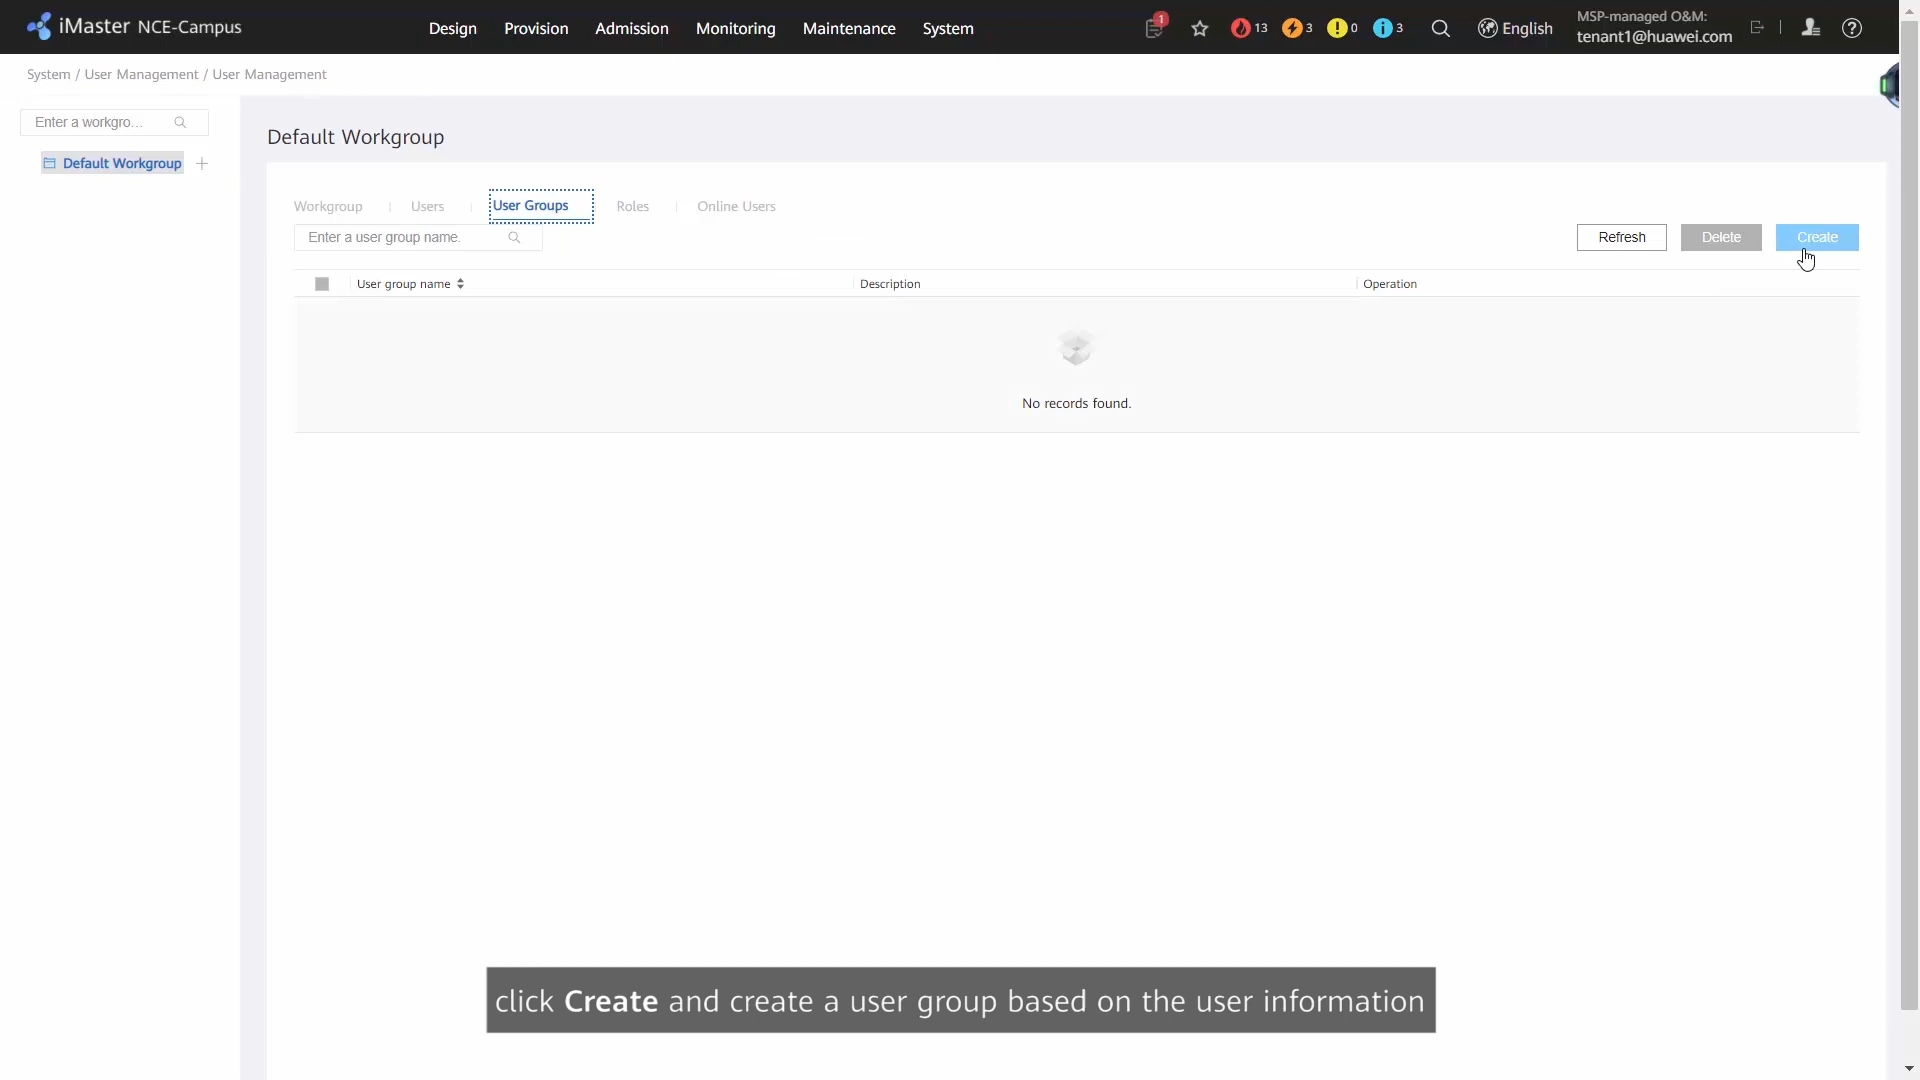 iMaster NCE-Campus
Design Provision Admission Monitoring Maintenance System
1
13 3 0 3
English
MSP-managed O&M:
tenant1@huawei.com
System / User Management / User Management
Enter a workgro...
Default Workgroup
Default Workgroup
Workgroup | Users | User Groups Roles | Online Users
Enter a user group name.
Refresh Delete Create
User group name Description Operation
No records found.
click Create and create a user group based on the user information